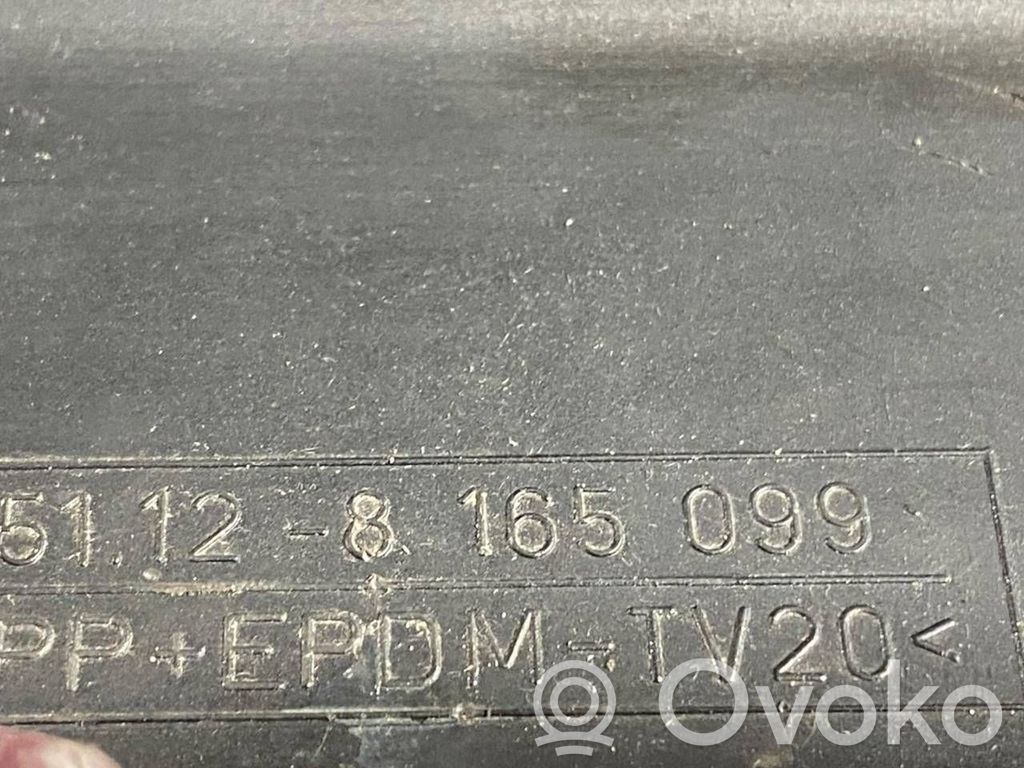 51.12-8 165 099
PP+EPDM-TV20<
Ovoko